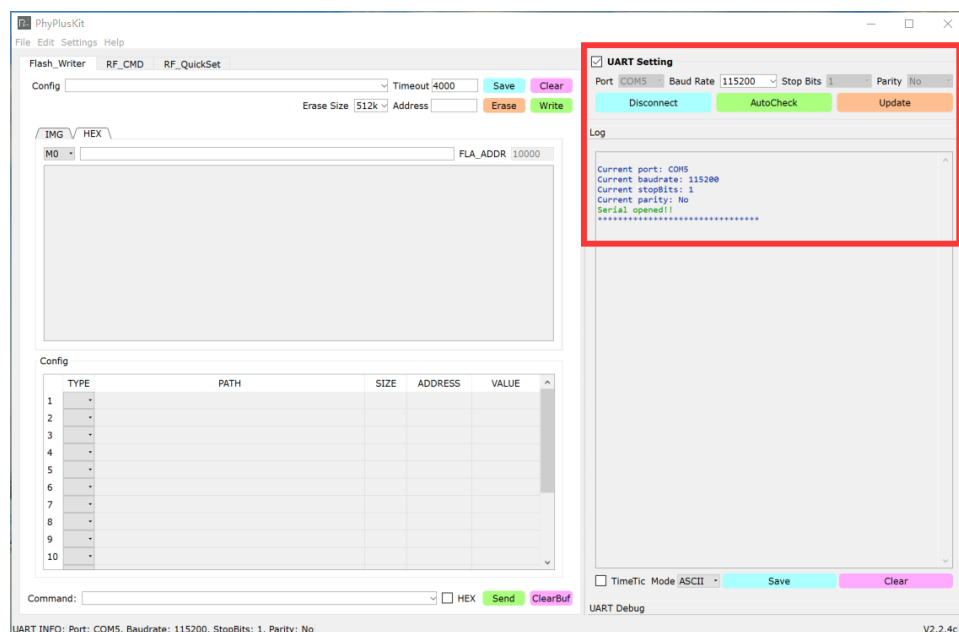 PhyPlusKit
File Edit Settings Help
Flash_Writer RF_CMD RF_QuickSet
Config Timeout 4000 Save Clear
Erase Size 512k Address Erase Write
IMG HEX
M0 FLA_ADDR 10000
Config
TYPE PATH SIZE ADDRESS VALUE
1
2
3
4
5
6
7
8
9
10
Command: HEX Send ClearBuf
UART Setting
Port COM5 Baud Rate 115200 Stop Bits 1 Parity No
Disconnect AutoCheck Update
Log
Current port: COM5
Current baudrate: 115200
Current stopBits: 1
Current parity: No
Serial opened!!
********************************
TimeTic Mode ASCII Save Clear
UART Debug
UART INFO: Port: COM5, Baudrate: 115200, StopBits: 1, Parity: No
V2.2.4c